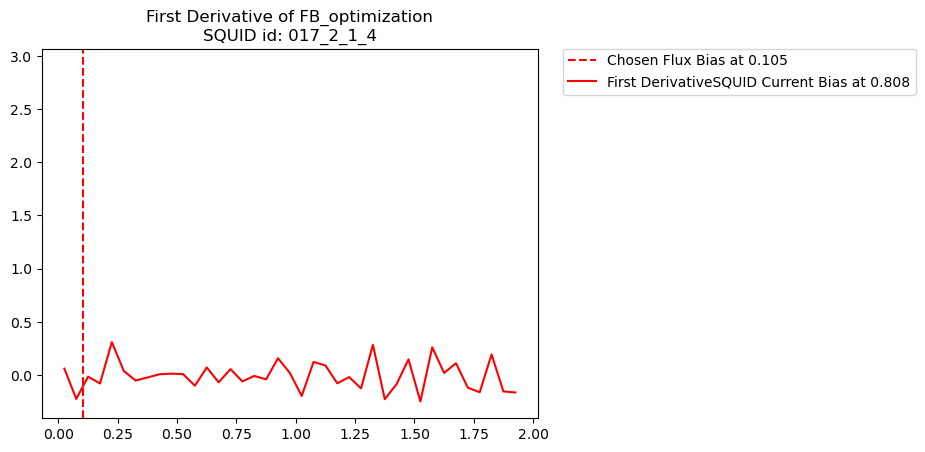 First Derivative of FB_optimization
SQUID id: 017_2_1_4
3.0
2.5
2.0
1.5
1.0
0.5
0.0
0.00 0.25 0.50 0.75 1.00 1.25 1.50 1.75 2.00
Chosen Flux Bias at 0.105
First DerivativeSQUID Current Bias at 0.808